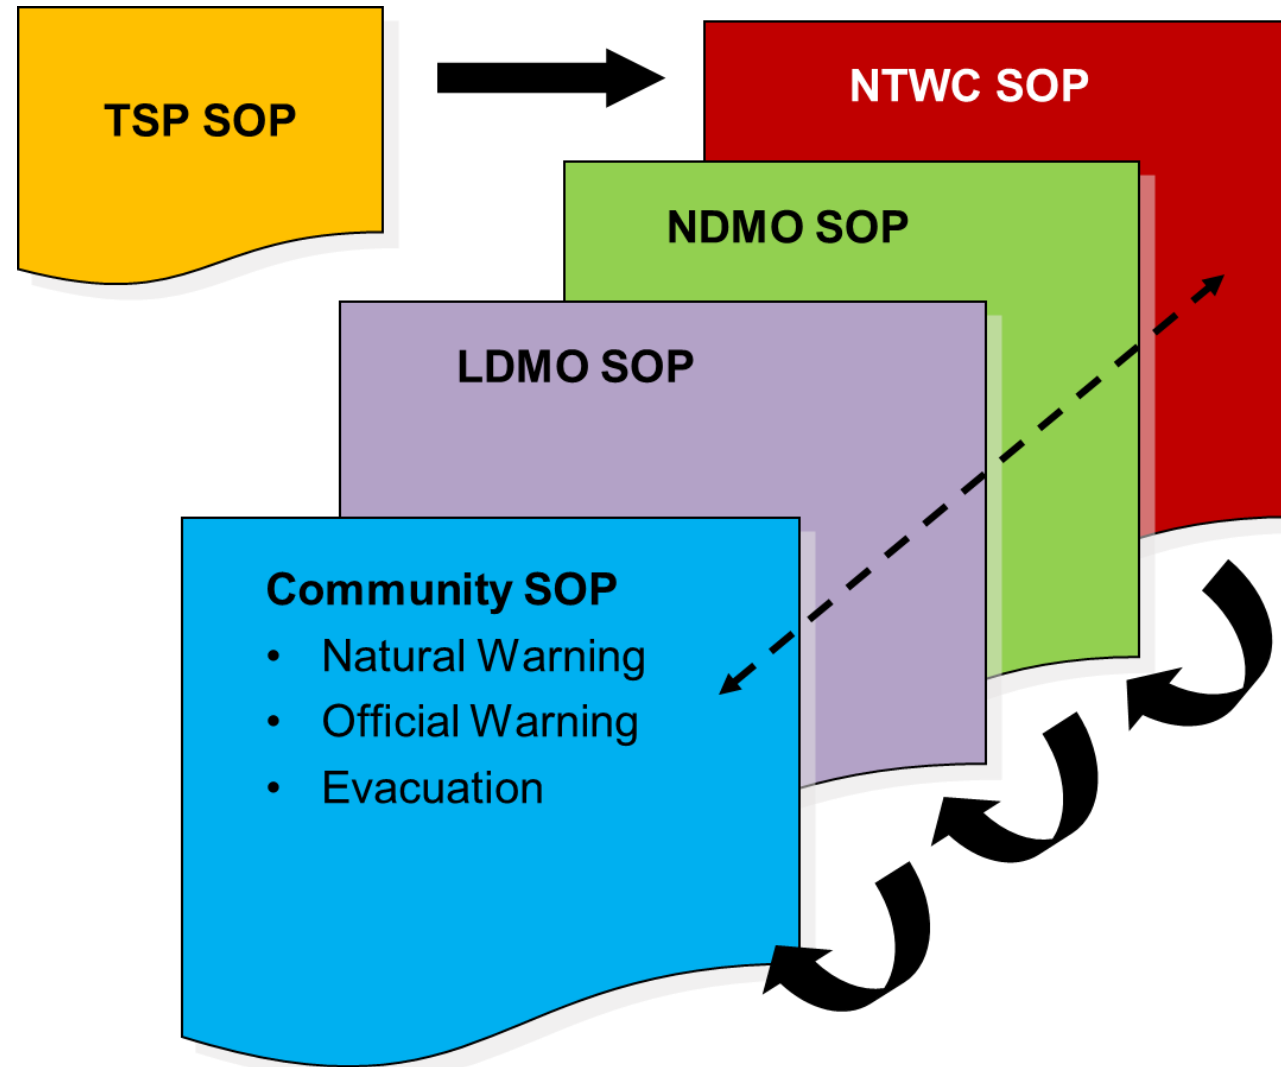 TSP SOP
NTWC SOP
NDMO SOP
LDMO SOP
Community SOP
• Natural Warning
• Official Warning
• Evacuation